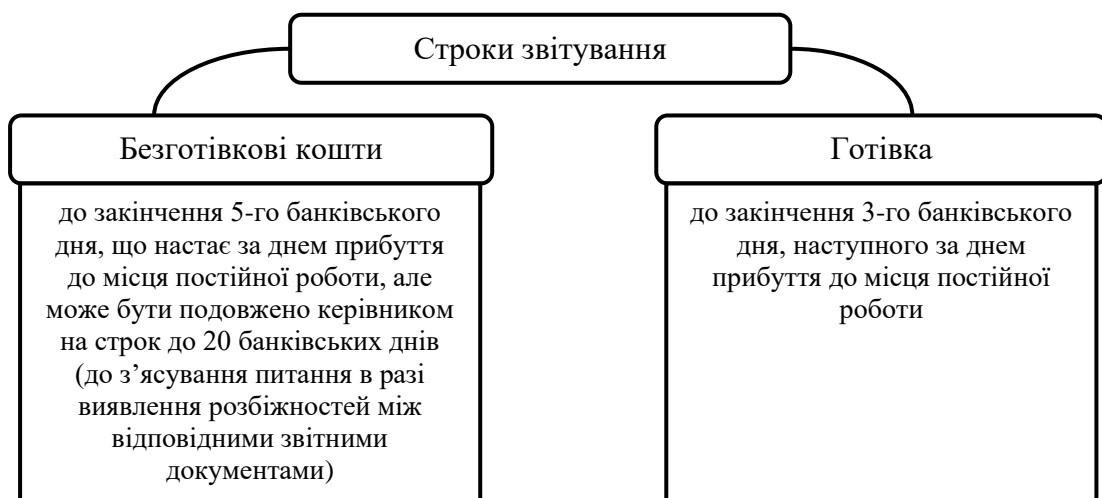 Строки звітування
Безготівкові кошти
до закінчення 5-го банківського
дня, що настає за днем прибуття
до місця постійної роботи, але
може бути подовжено керівником
на строк до 20 банківських днів
(до з’ясування питання в разі
виявлення розбіжностей між
відповідними звітними
документами)
Готівка
до закінчення 3-го банківського
дня, наступного за днем
прибуття до місця постійної
роботи